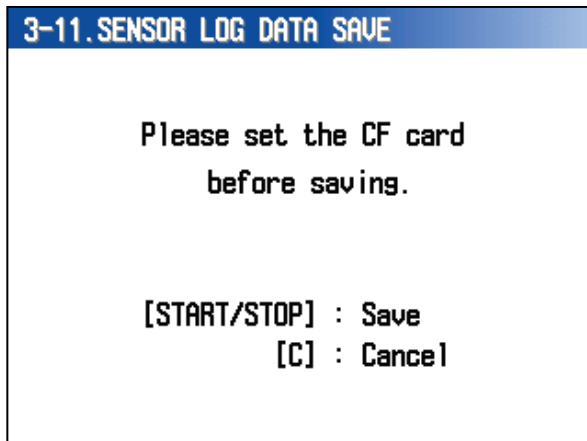 3-11.SENSOR LOG DATA SAVE
Please set the CF card
before saving.
[START/STOP] : Save
[C] : Cancel